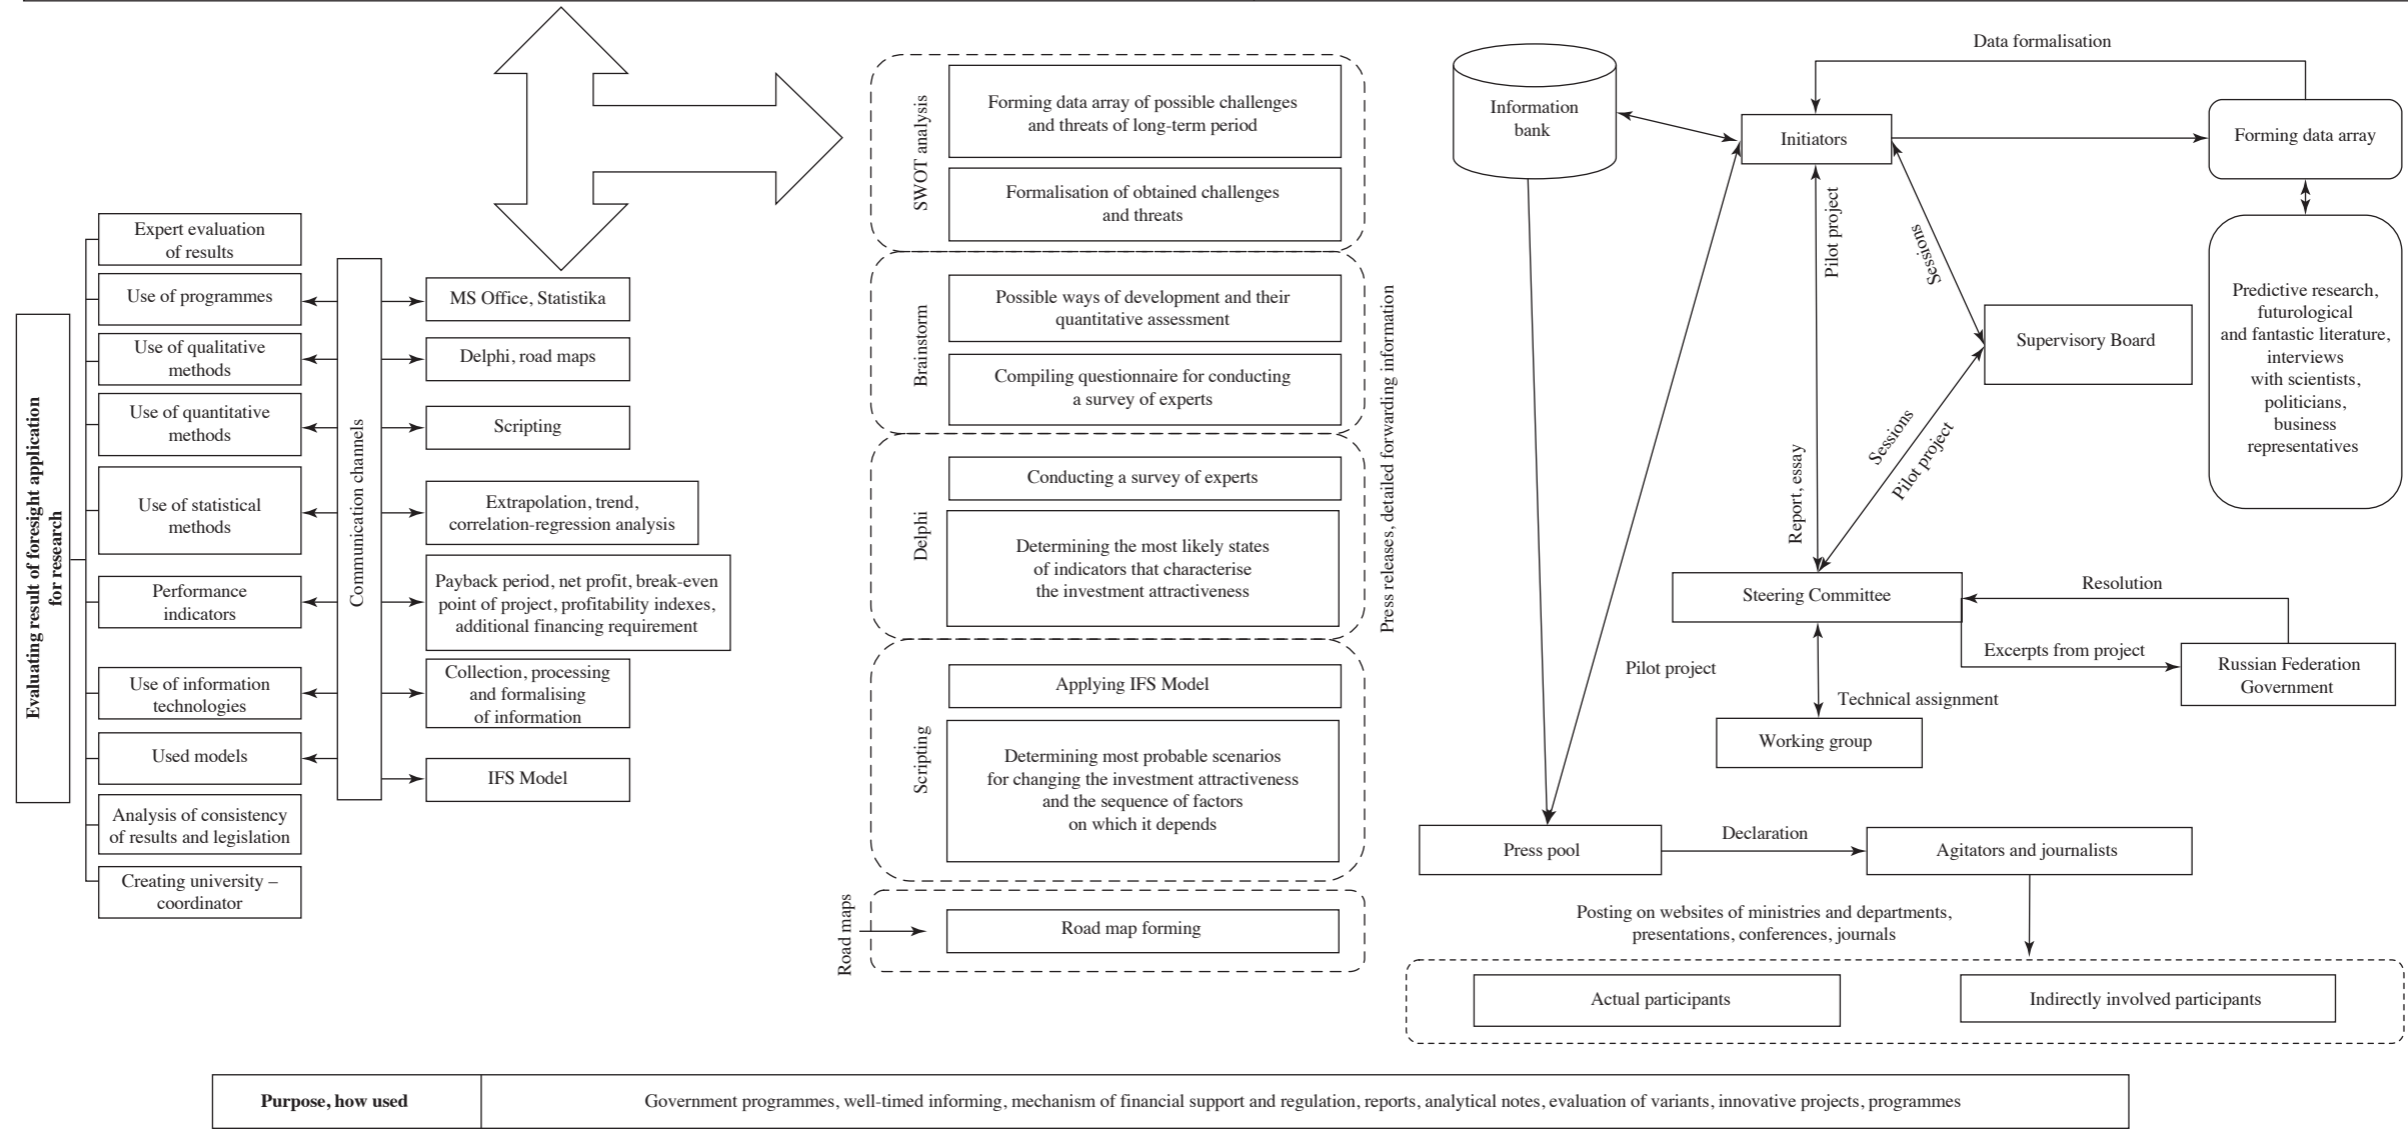 Evaluating result of foresight application
for research
Expert evaluation
of results
Use of programmes
Use of qualitative
methods
Use of quantitative
methods
Use of statistical
methods
Performance
indicators
Use of information
technologies
Used models
Analysis of consistency
of results and legislation
Creating university –
coordinator
Communication channels
MS Office, Statistika
Delphi, road maps
Scripting
Extrapolation, trend,
correlation-regression analysis
Payback period, net profit, break-even
point of project, profitability indexes,
additional financing requirement
Collection, processing
and formalising
of information
IFS Model
SWOT analysis
Forming data array of possible challenges
and threats of long-term period
Formalisation of obtained challenges
and threats
Brainstorm
Possible ways of development and their
quantitative assessment
Compiling questionnaire for conducting
a survey of experts
Delphi
Conducting a survey of experts
Determining the most likely states
of indicators that characterise
the investment attractiveness
Scripting
Applying IFS Model
Determining most probable scenarios
for changing the investment attractiveness
and the sequence of factors
on which it depends
Road maps
Road map forming
Press releases, detailed forwarding information
Information
bank
Data formalisation
Initiators
Forming data array
Pilot project
Sessions
Predictive research,
futurological
and fantastic literature,
interviews
with scientists,
politicians,
business
representatives
Supervisory Board
Sessions
Pilot project
Report, essay
Steering Committee
Resolution
Excerpts from project
Russian Federation
Government
Pilot project
Technical assignment
Working group
Press pool
Declaration
Agitators and journalists
Posting on websites of ministries and departments,
presentations, conferences, journals
Actual participants
Indirectly involved participants
Purpose, how used
Government programmes, well-timed informing, mechanism of financial support and regulation, reports, analytical notes, evaluation of variants, innovative projects, programmes